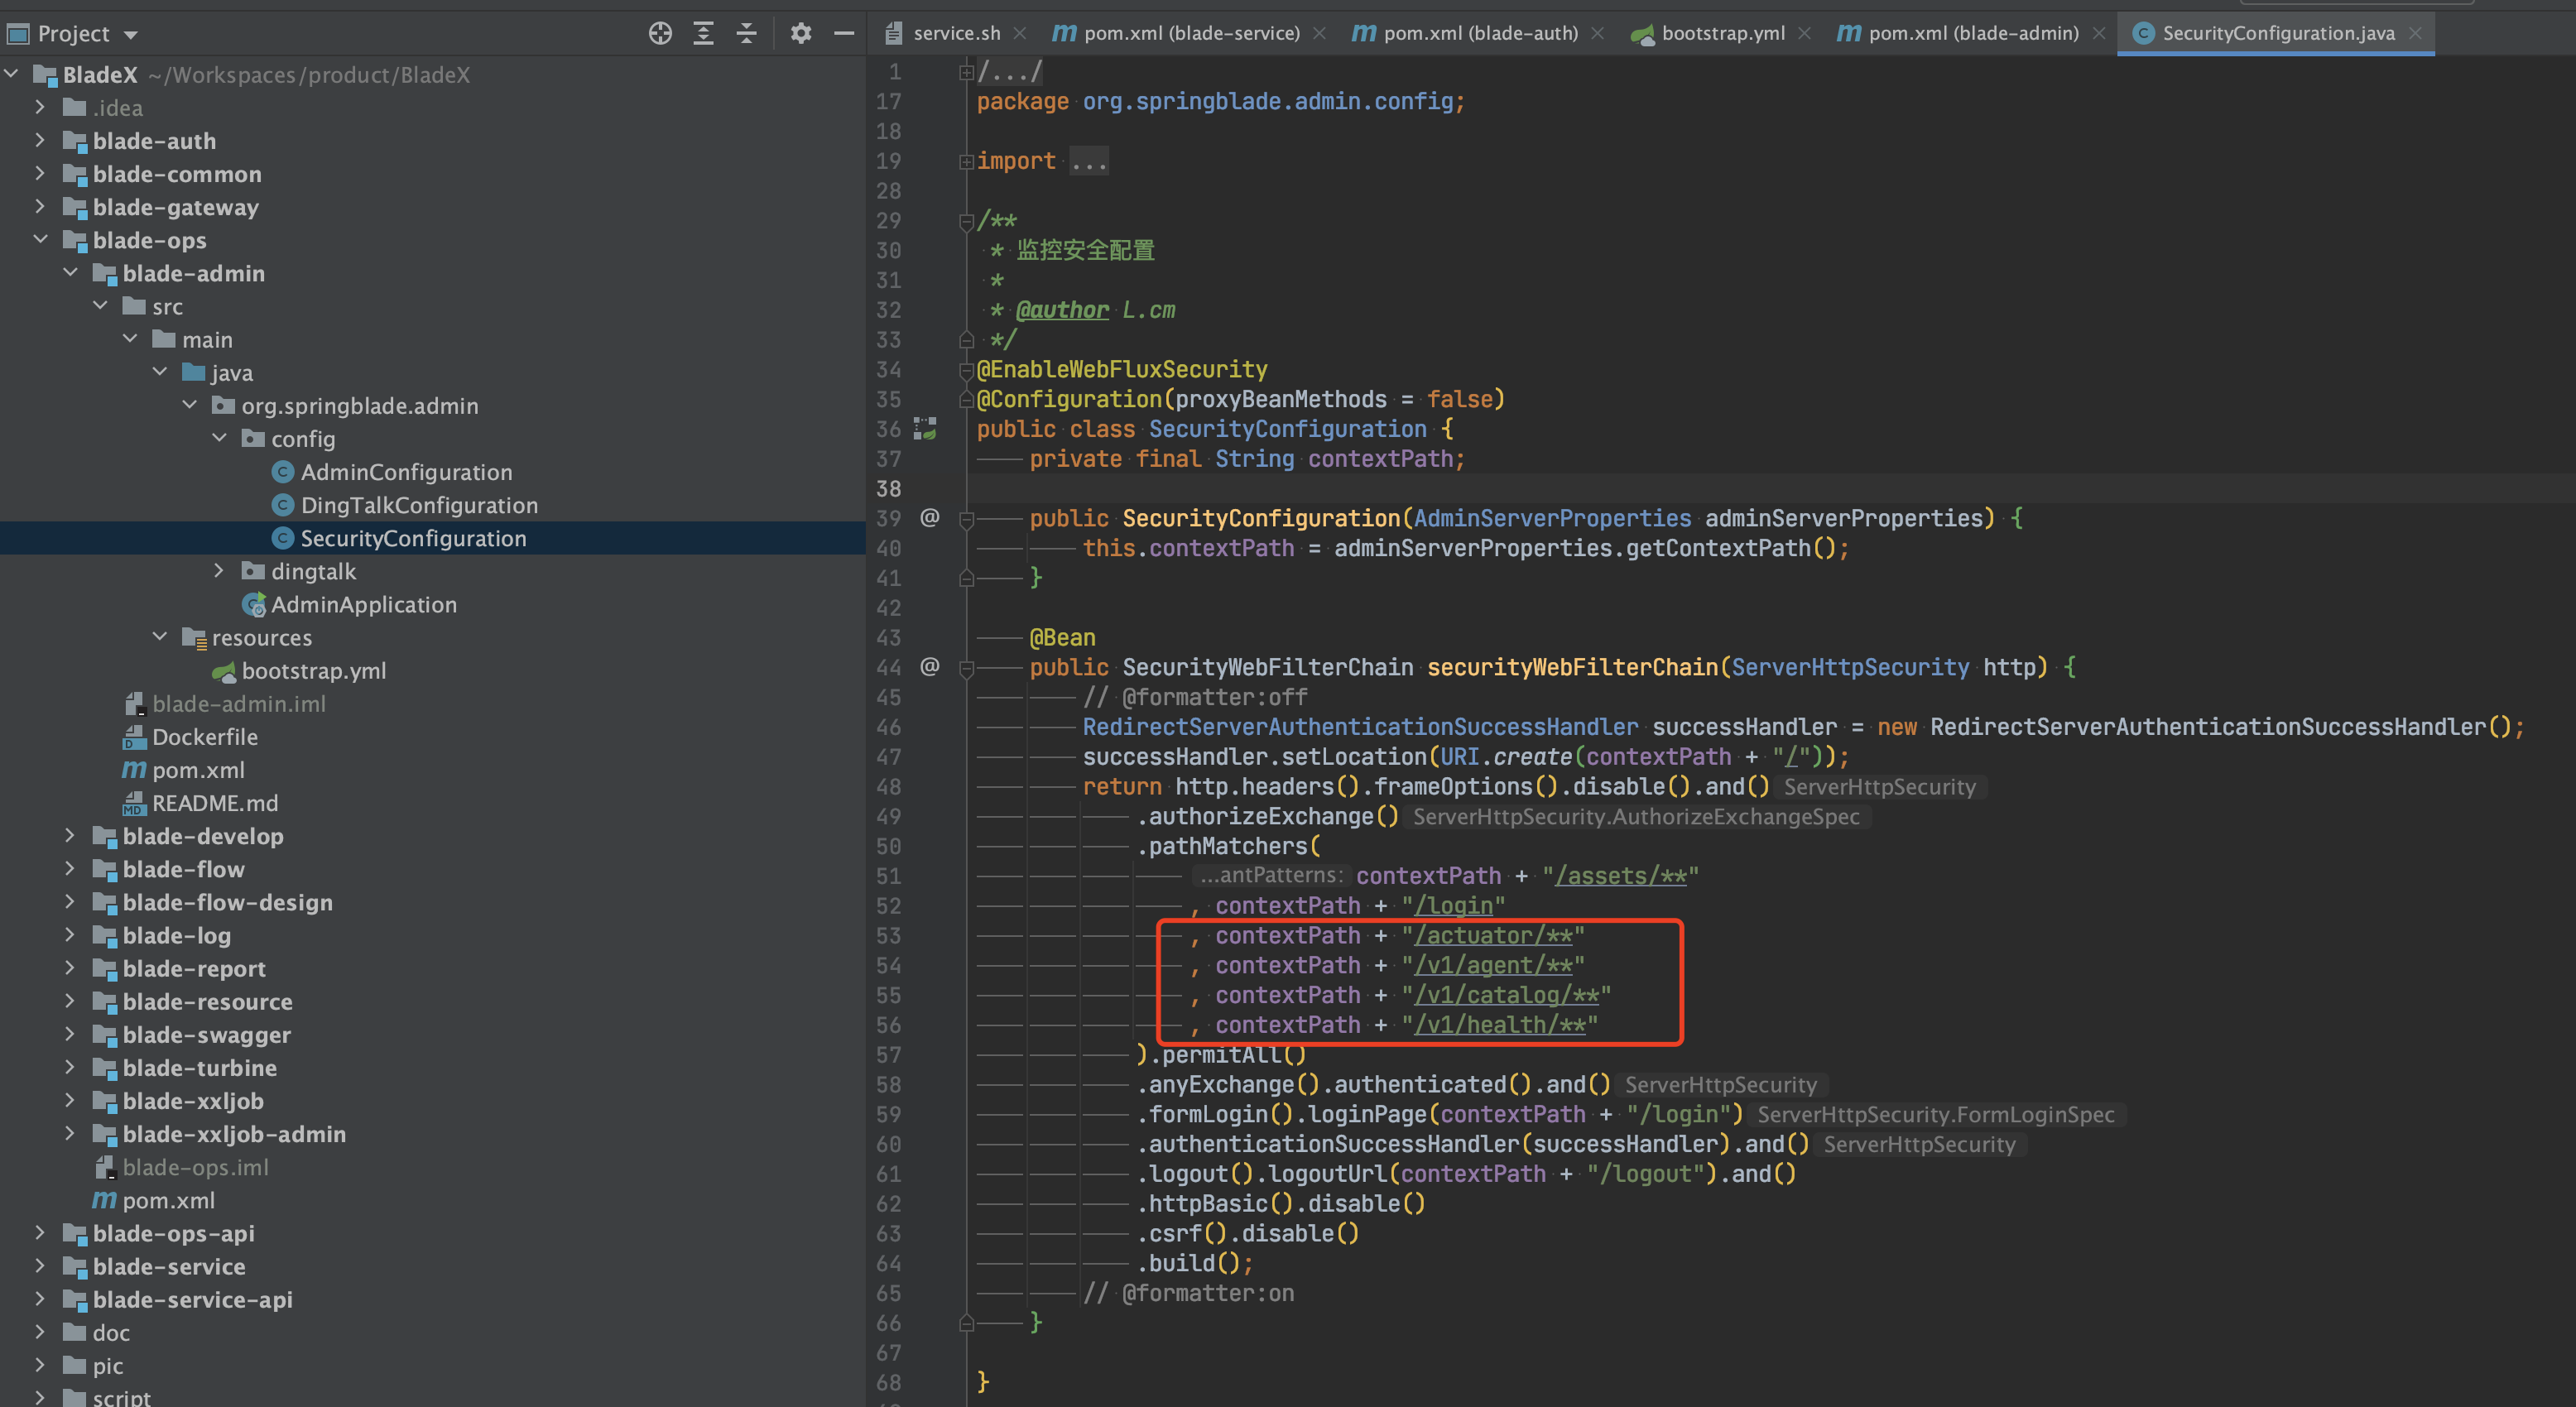 Project
BladeX ~/Workspaces/product/BladeX
.idea
blade-auth
blade-common
blade-gateway
blade-ops
blade-admin
src
main
java
org.springblade.admin
config
AdminConfiguration
DingTalkConfiguration
SecurityConfiguration
dingtalk
AdminApplication
resources
bootstrap.yml
blade-admin.iml
Dockerfile
pom.xml
README.md
blade-develop
blade-flow
blade-flow-design
blade-log
blade-report
blade-resource
blade-swagger
blade-turbine
blade-xxljob
blade-xxljob-admin
blade-ops.iml
pom.xml
blade-ops-api
blade-service
blade-service-api
doc
pic
script
service.sh
pom.xml (blade-service)
pom.xml (blade-auth)
bootstrap.yml
pom.xml (blade-admin)
SecurityConfiguration.java
1 /.../
17 package org.springblade.admin.config;
18
19 import ...
28
29 /**
30 * 监控安全配置
31 *
32 * @author L.cm
33 */
34 @EnableWebFluxSecurity
35 @Configuration(proxyBeanMethods = false)
36 public class SecurityConfiguration {
37 private final String contextPath;
38
39 public SecurityConfiguration(AdminServerProperties adminServerProperties) {
40 this.contextPath = adminServerProperties.getContextPath();
41 }
42
43 @Bean
44 public SecurityWebFilterChain securityWebFilterChain(ServerHttpSecurity http) {
45 // @formatter:off
46 RedirectServerAuthenticationSuccessHandler successHandler = new RedirectServerAuthenticationSuccessHandler();
47 successHandler.setLocation(URI.create(contextPath + "/"));
48 return http.headers().frameOptions().disable().and() ServerHttpSecurity
49 .authorizeExchange() ServerHttpSecurity.AuthorizeExchangeSpec
50 .pathMatchers(
51 ...antPatterns: contextPath + "/assets/**"
52 , contextPath + "/login"
53 , contextPath + "/actuator/**"
54 , contextPath + "/v1/agent/**"
55 , contextPath + "/v1/catalog/**"
56 , contextPath + "/v1/health/**"
57 ).permitAll()
58 .anyExchange().authenticated().and() ServerHttpSecurity
59 .formLogin().loginPage(contextPath + "/login") ServerHttpSecurity.FormLoginSpec
60 .authenticationSuccessHandler(successHandler).and() ServerHttpSecurity
61 .logout().logoutUrl(contextPath + "/logout").and()
62 .httpBasic().disable()
63 .csrf().disable()
64 .build();
65 // @formatter:on
66 }
67
68 }